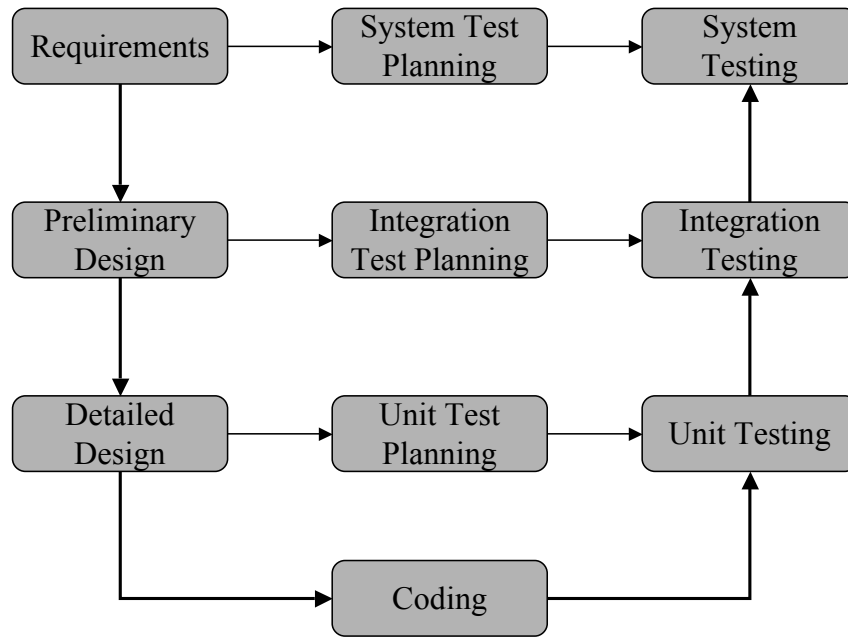 Requirements
System Test
Planning
System
Testing
Preliminary
Design
Integration
Test Planning
Integration
Testing
Detailed
Design
Unit Test
Planning
Unit Testing
Coding